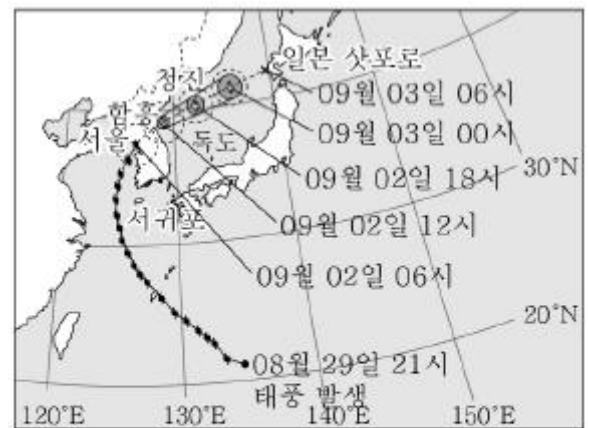 일본 삿포로
청진
09월 03일 06시
함흥
09월 03일 00시
서울
독도
09월 02일 18시
30°N
서귀포
09월 02일 12시
09월 02일 06시
20°N
08월 29일 21시
태풍 발생
120°E
130°E
140°E
150°E